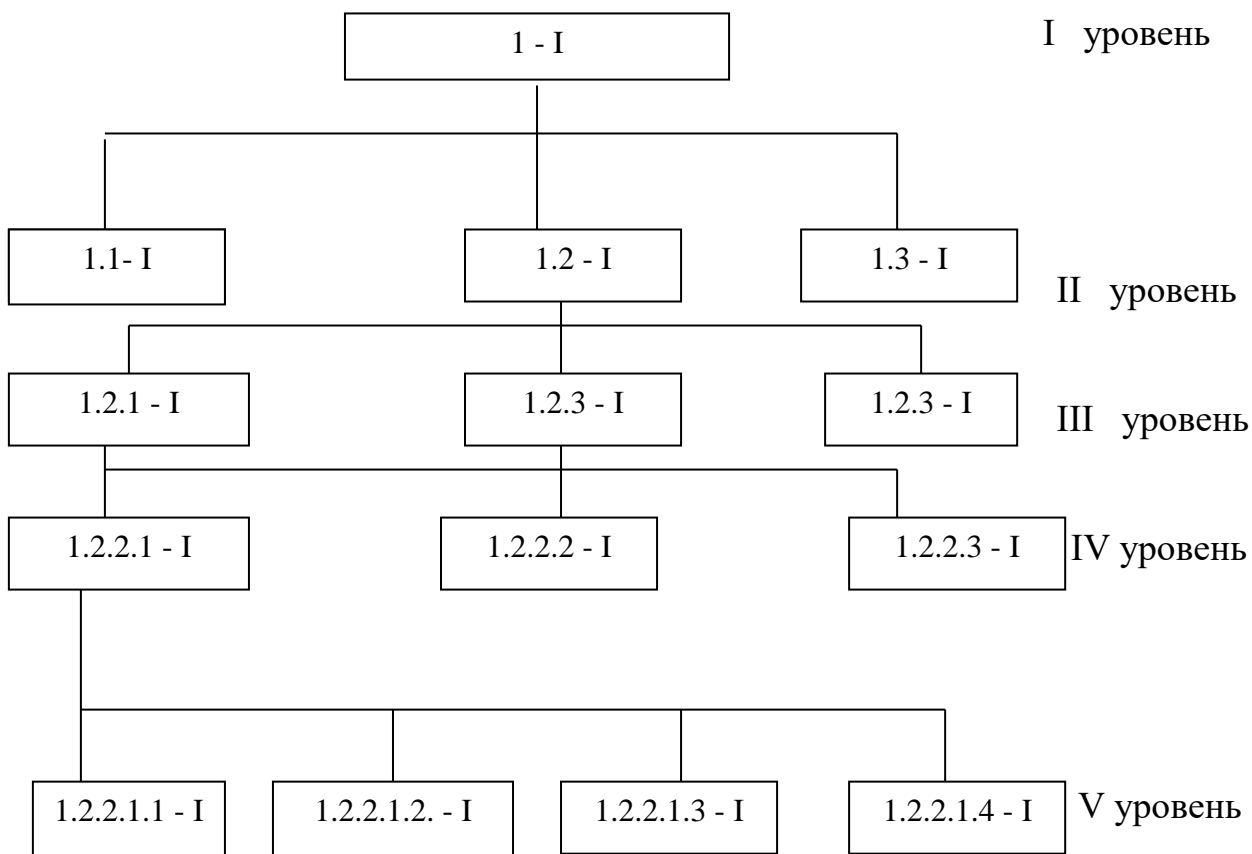 1 - I
I уровень
1.1- I
1.2 - I
1.3 - I
II уровень
1.2.1 - I
1.2.3 - I
1.2.3 - I
III уровень
1.2.2.1 - I
1.2.2.2 - I
1.2.2.3 - I
IV уровень
1.2.2.1.1 - I
1.2.2.1.2. - I
1.2.2.1.3 - I
1.2.2.1.4 - I
V уровень